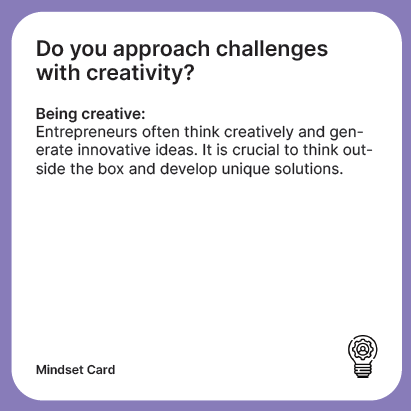 Do you approach challenges
with creativity?
Being creative:
Entrepreneurs often think creatively and gen-
erate innovative ideas. It is crucial to think out-
side the box and develop unique solutions.
Mindset Card